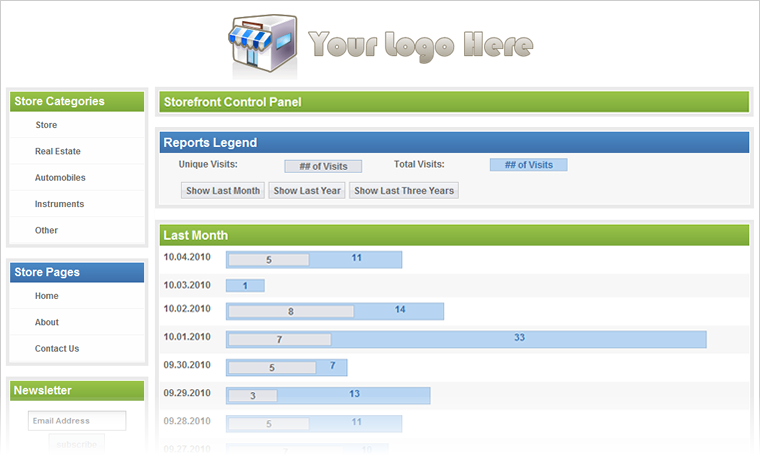 Your Logo Here
Store Categories
Store
Real Estate
Automobiles
Instruments
Other
Store Pages
Home
About
Contact Us
Newsletter
Email Address
subscribe
Storefront Control Panel
Reports Legend
Unique Visits: ## of Visits Total Visits: ## of Visits
Show Last Month Show Last Year Show Last Three Years
Last Month
10.04.2010 5 11
10.03.2010 1
10.02.2010 8 14
10.01.2010 7 33
09.30.2010 5 7
09.29.2010 3 13
09.28.2010 5 11
09.27.2010